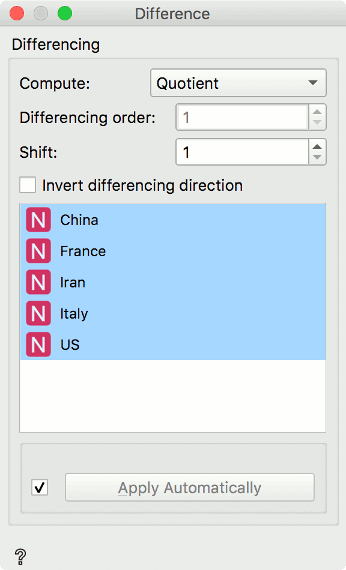 Difference
Differencing
Compute: Quotient
Differencing order: 1
Shift: 1
Invert differencing direction
N China
N France
N Iran
N Italy
N US
Apply Automatically
?